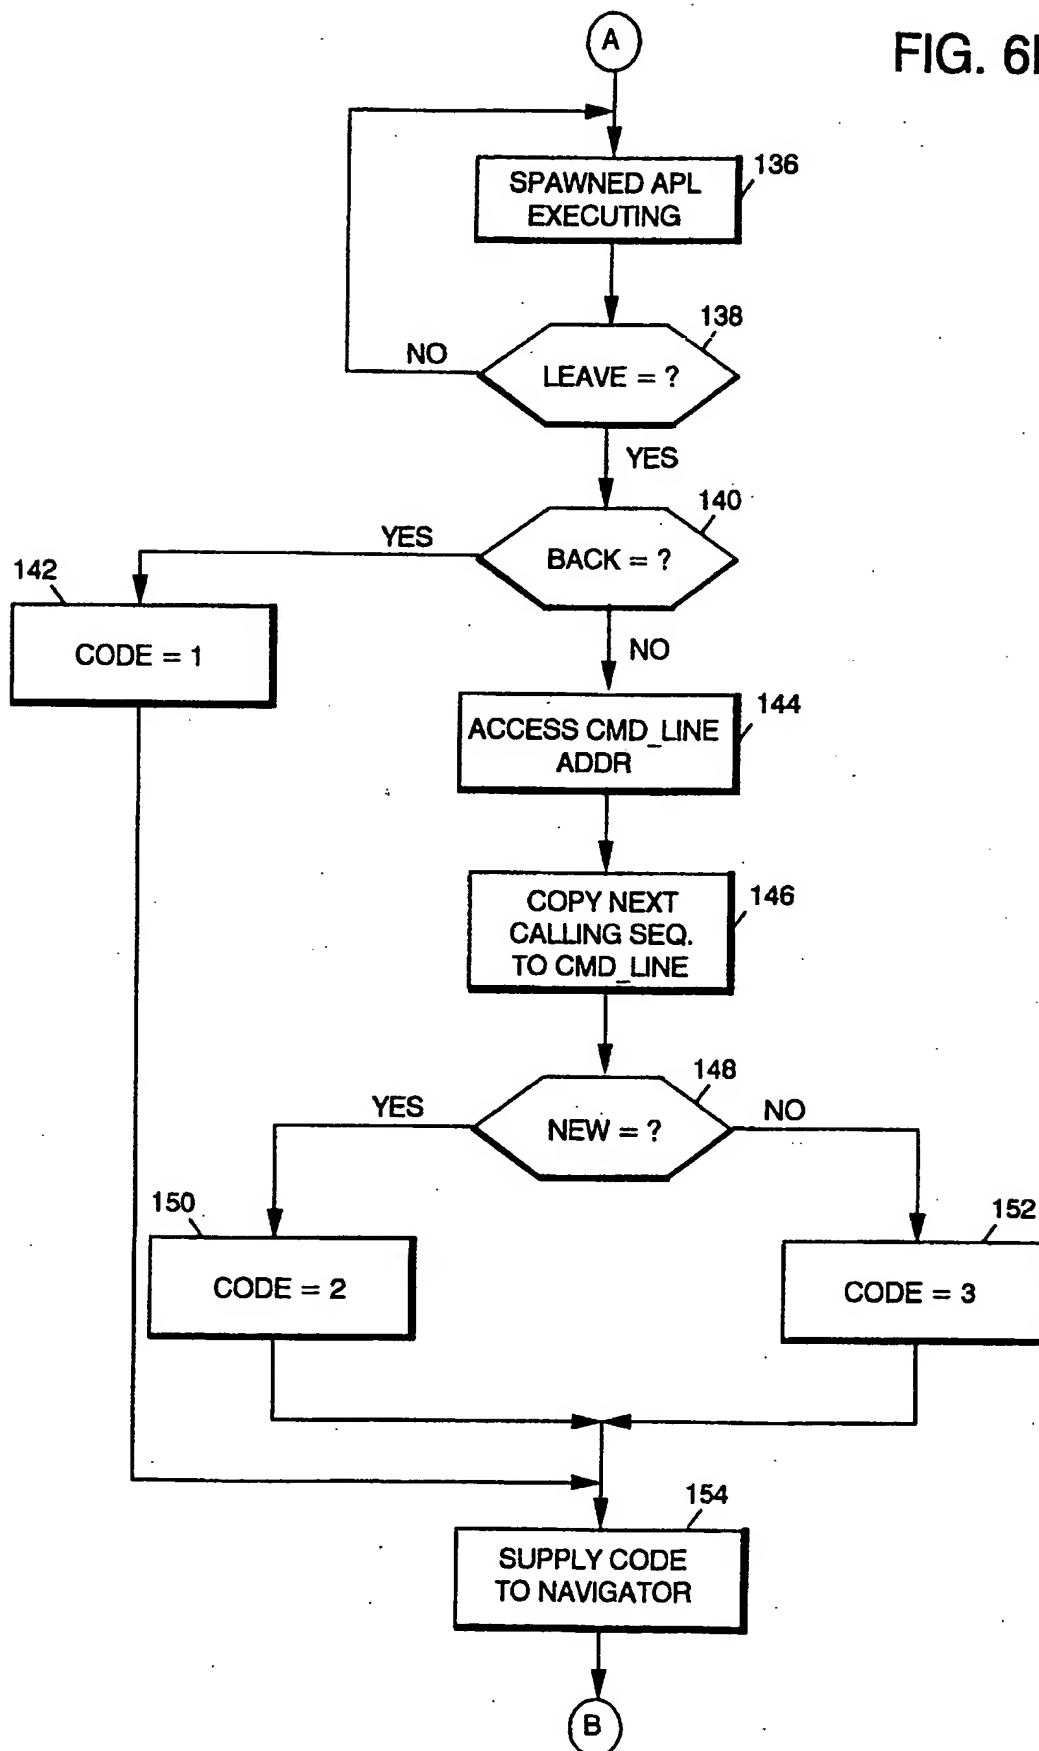 A
FIG. 6
136
SPAWNED APL
EXECUTING
138
NO
LEAVE = ?
YES
140
YES
BACK = ?
142
CODE = 1
NO
144
ACCESS CMD_LINE
ADDR
146
COPY NEXT
CALLING SEQ.
TO CMD_LINE
148
YES
NO
NEW = ?
150
152
CODE = 2
CODE = 3
154
SUPPLY CODE
TO NAVIGATOR
B